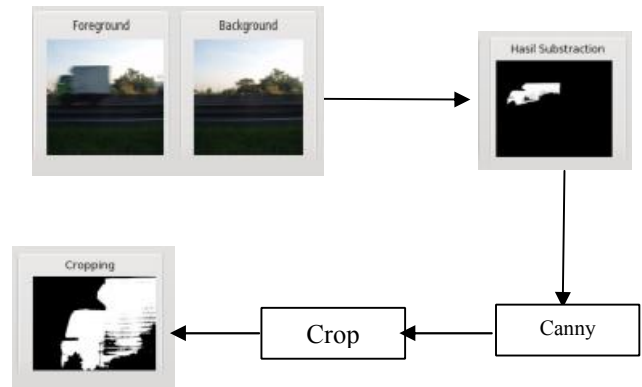 Foreground
Background
Hasil Substraction
Canny
Crop
Cropping